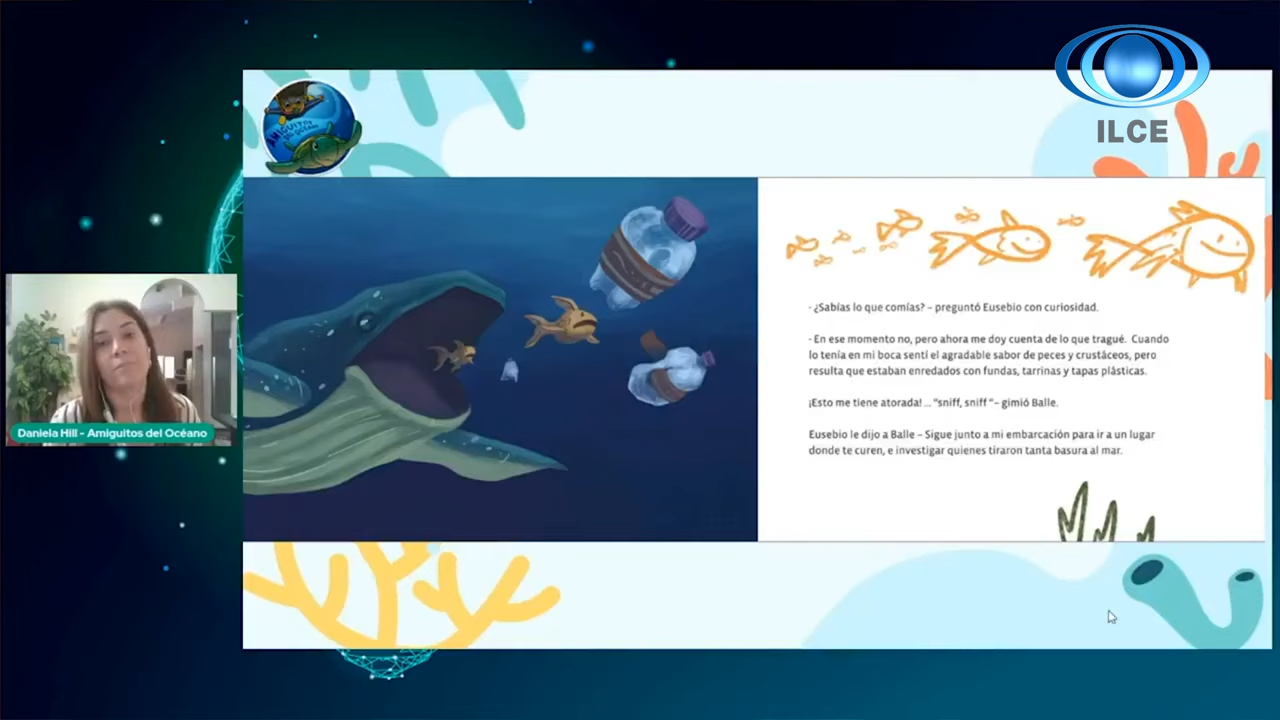 ILCE
AMIGUITOS
DEL OCÉANO
- ¿Sabías lo que comías? – preguntó Eusebio con curiosidad.
- En ese momento no, pero ahora me doy cuenta de lo que tragué. Cuando
lo tenía en mi boca sentí el agradable sabor de peces y crustáceos, pero
resulta que estaban enredados con fundas, tarrinas y tapas plásticas.
¡Esto me tiene atorada! ... "sniff, sniff "– gimió Balle.
Eusebio le dijo a Balle – Sigue junto a mi embarcación para ir a un lugar
donde te curen, e investigar quienes tiraron tanta basura al mar.
Daniela Hill - Amiguitos del Océano